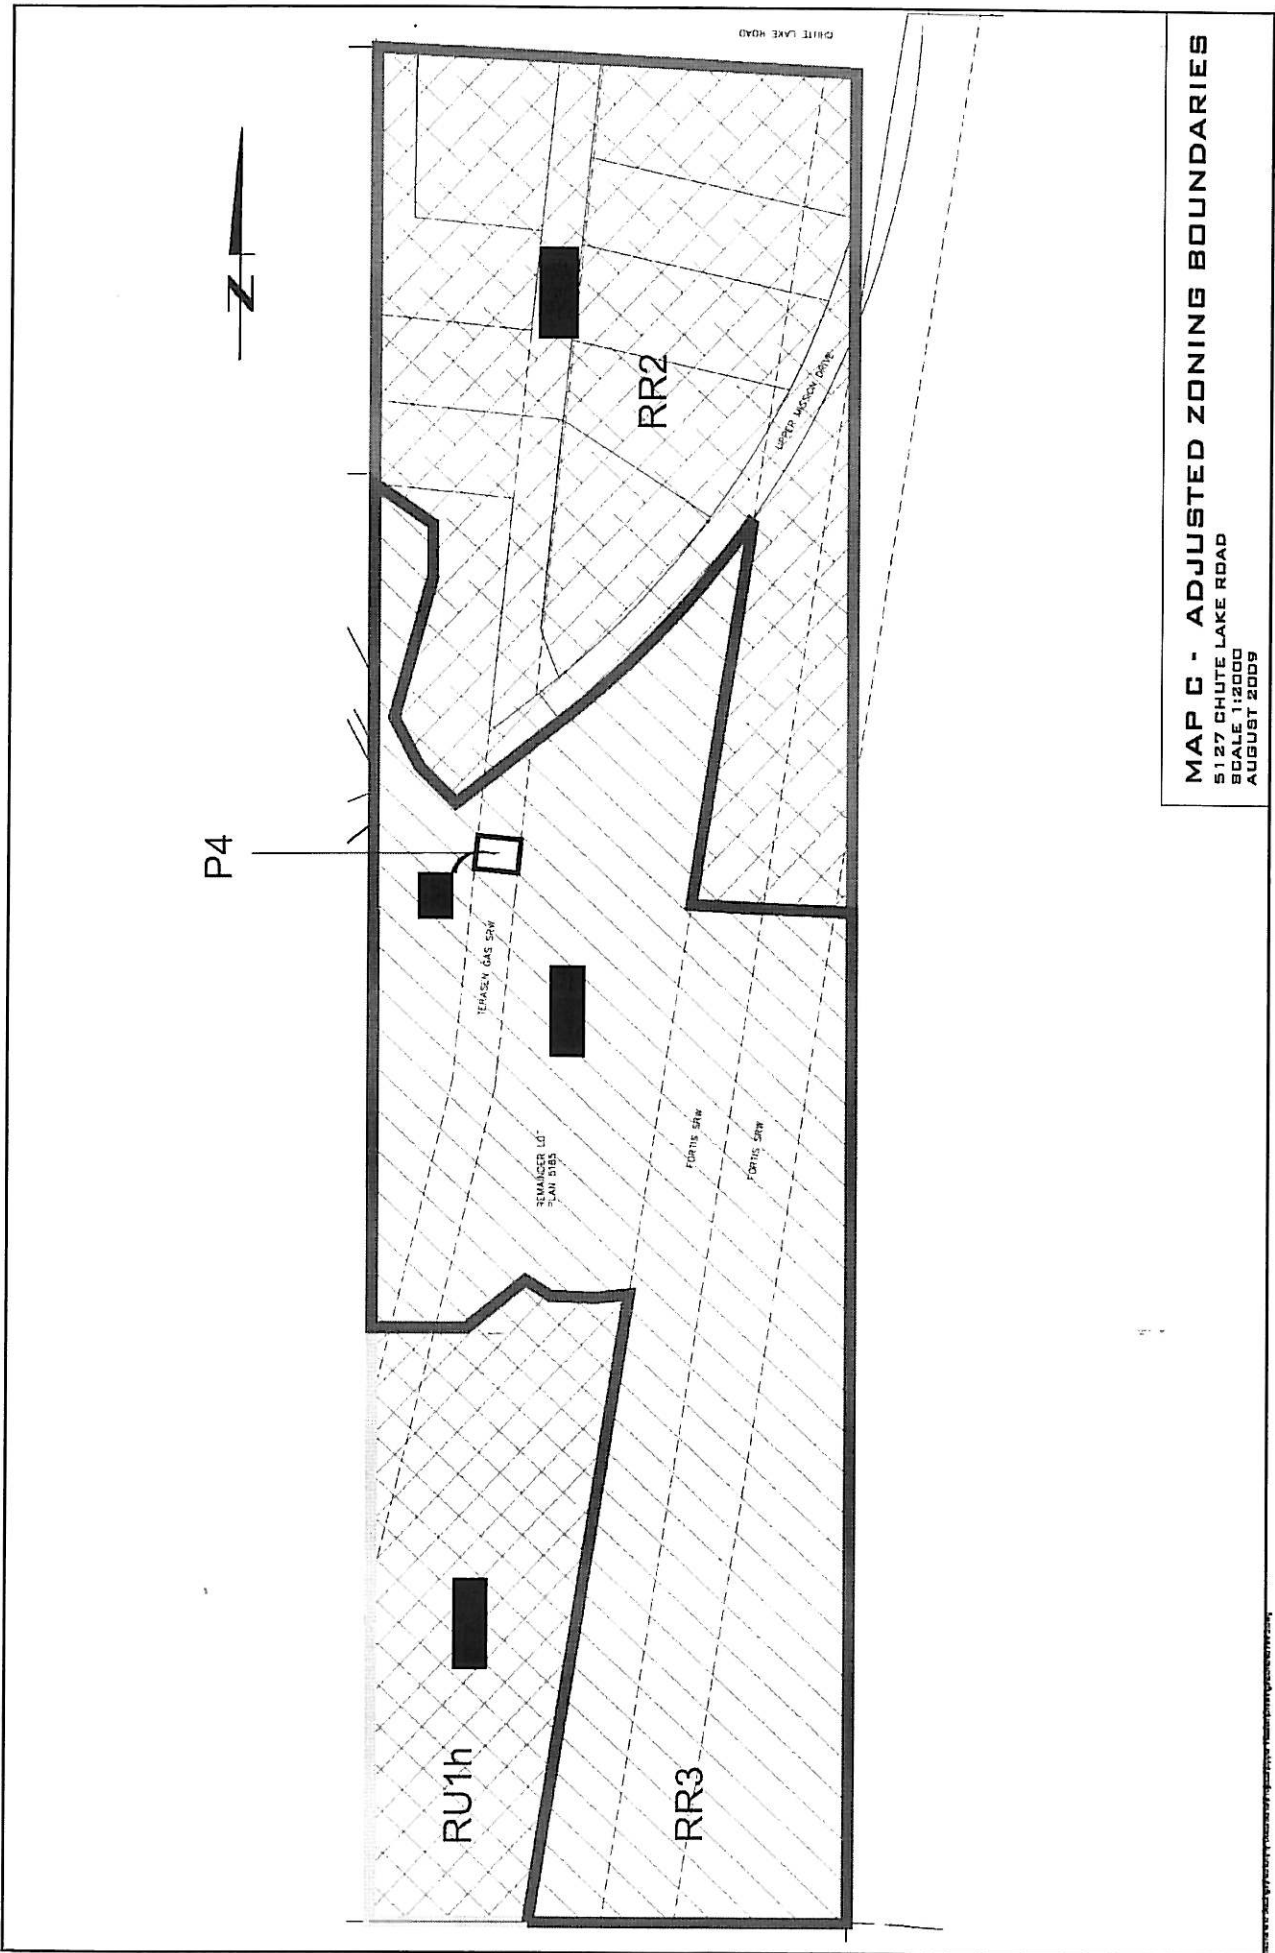 MAP C - ADJUSTED ZONING BOUNDARIES
5127 CHUTE LAKE ROAD
SCALE 1:2000
AUGUST 2009
N
CHUTE LAKE ROAD
RR2
UPPER MISSION DRIVE
P4
TERASEN GAS SRW
REMAINDER LOT
PLAN 5185
FORTIS SRW
FORTIS SRW
RU1h
RR3